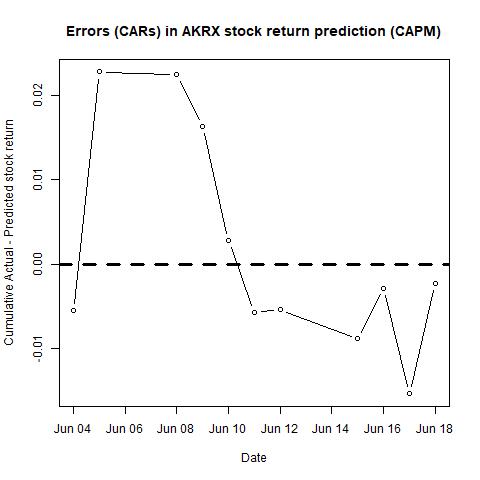 Errors (CARs) in AKRX stock return prediction (CAPM)
Cumulative Actual - Predicted stock return
0.02
0.01
0.00
-0.01
Jun 04 Jun 06 Jun 08 Jun 10 Jun 12 Jun 14 Jun 16 Jun 18
Date